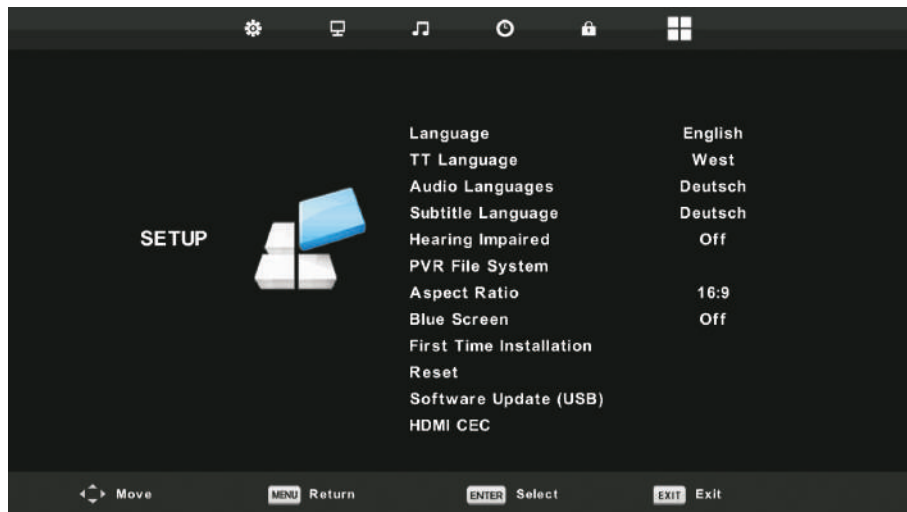 Language English
TT Language West
Audio Languages Deutsch
Subtitle Language Deutsch
SETUP
Hearing Impaired Off
PVR File System
Aspect Ratio 16:9
Blue Screen Off
First Time Installation
Reset
Software Update (USB)
HDMI CEC
Move MENU Return ENTER Select EXIT Exit